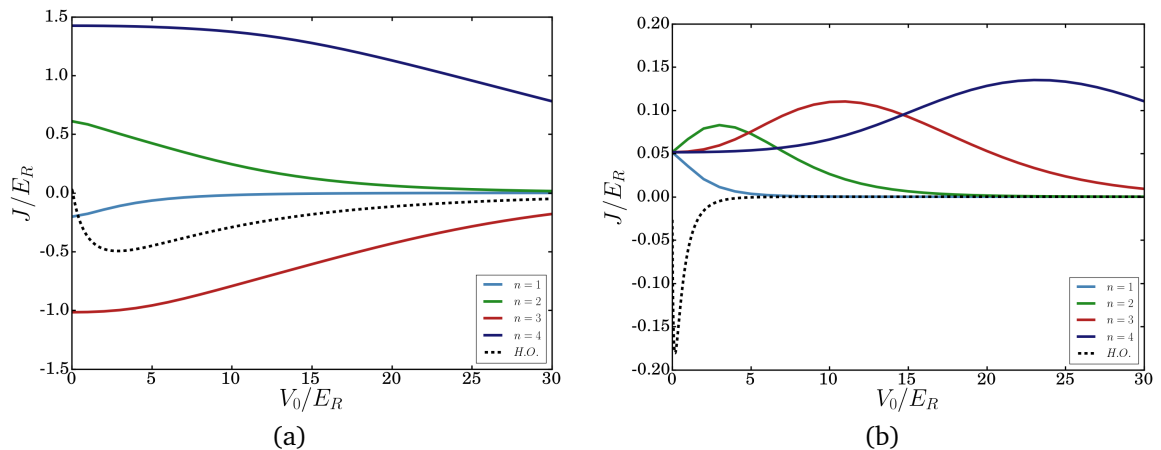 1.5
1.0
0.5
0.0
-0.5
-1.0
-1.5
J/E_R
0 5 10 15 20 25 30
V_0/E_R
n = 1
n = 2
n = 3
n = 4
H.O.
(a)
0.20
0.15
0.10
0.05
0.00
-0.05
-0.10
-0.15
-0.20
J/E_R
0 5 10 15 20 25 30
V_0/E_R
n = 1
n = 2
n = 3
n = 4
H.O.
(b)